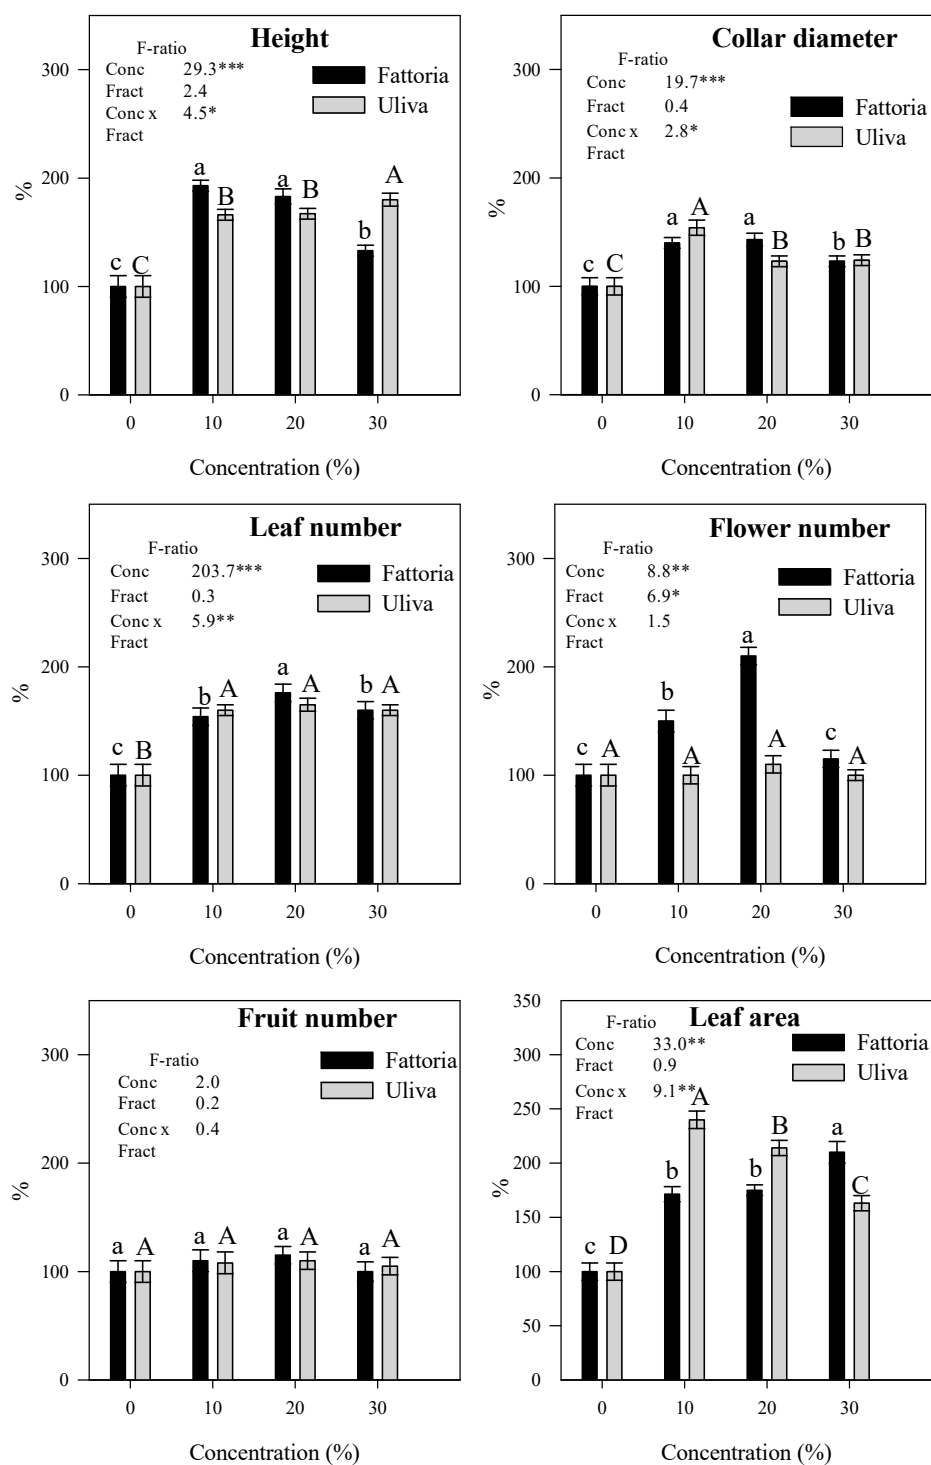 Height
F-ratio
Conc 29.3***
Fract 2.4
Conc x 4.5*
Fract
Fattoria
Uliva
300
200
100
0
%
c C a B a B b A
0 10 20 30
Concentration (%)
Collar diameter
F-ratio
Conc 19.7***
Fract 0.4
Conc x 2.8*
Fract
Fattoria
Uliva
300
200
100
0
%
c C a A a B b B
0 10 20 30
Concentration (%)
Leaf number
F-ratio
Conc 203.7***
Fract 0.3
Conc x 5.9**
Fract
Fattoria
Uliva
300
200
100
0
%
c B b A a A b A
0 10 20 30
Concentration (%)
Flower number
F-ratio
Conc 8.8**
Fract 6.9*
Conc x 1.5
Fract
Fattoria
Uliva
300
200
100
0
%
c A b A a A c A
0 10 20 30
Concentration (%)
Fruit number
F-ratio
Conc 2.0
Fract 0.2
Conc x 0.4
Fract
Fattoria
Uliva
300
200
100
0
%
a A a A a A a A
0 10 20 30
Concentration (%)
Leaf area
F-ratio
Conc 33.0**
Fract 0.9
Conc x 9.1**
Fract
Fattoria
Uliva
350
300
250
200
150
100
50
0
%
c D b A b B a C
0 10 20 30
Concentration (%)